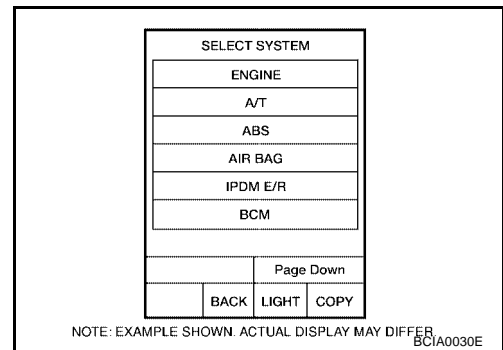 SELECT SYSTEM
ENGINE
A/T
ABS
AIR BAG
IPDM E/R
BCM
Page Down
BACK LIGHT COPY
NOTE: EXAMPLE SHOWN. ACTUAL DISPLAY MAY DIFFER.
BCIA0030E